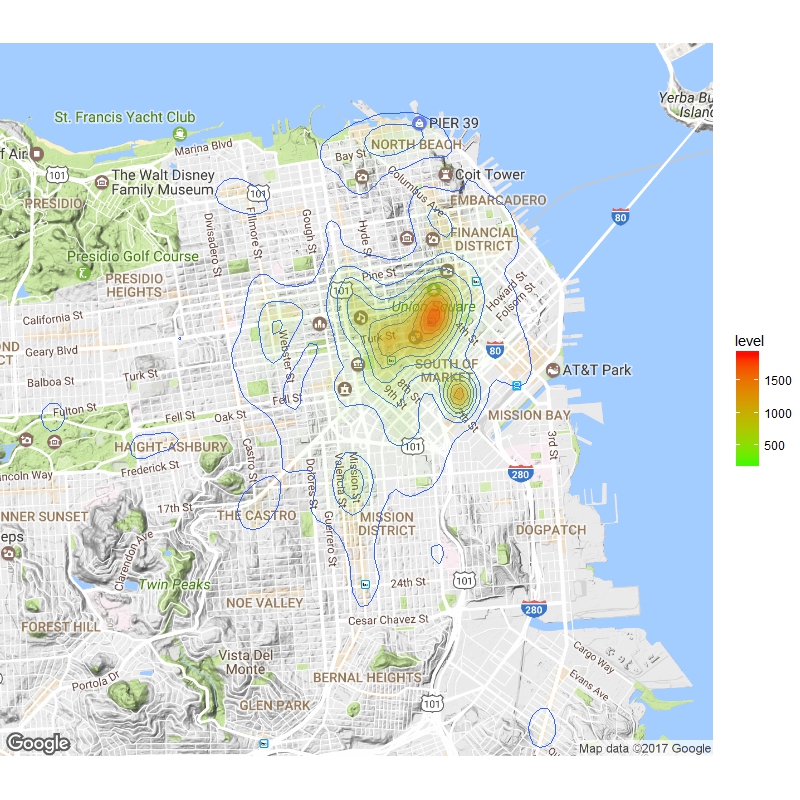 Yerba Bu
Island
St. Francis Yacht Club
PIER 39
Marina Blvd
f Air
NORTH BEACH
Bay St
101
The Walt Disney
Family Museum
Coit Tower
Columbus Ave
101
PRESIDIO
EMBARCADERO
80
Divisadero St
Fillmore St
Gough St
Hyde St
FINANCIAL
DISTRICT
Presidio Golf Course
Pine St
PRESIDIO
HEIGHTS
101
Howard St
Folsom St
Union Square
California St
Turk St
4th St
level
OND
CT
Geary Blvd
Webster St
80
SOUTH OF
MARKET
AT&T Park
Turk St
Balboa St
8th St
9th St
1500
1000
500
Fell St
Fulton St
Oak St
Fell St
MISSION BAY
HAIGHT-ASHBURY
101
3rd St
Frederick St
Castro St
Dolores St
Valencia St
Mission St
incoln Way
280
17th St
NNER SUNSET
THE CASTRO
Guerrero St
MISSION
DISTRICT
DOGPATCH
eeps
Clarendon Ave
Twin Peaks
24th St
101
NOE VALLEY
280
FOREST HILL
Cesar Chavez St
Vista Del
Monte
Cargo Way
Portola Dr
BERNAL HEIGHTS
Evans Ave
GLEN PARK
101
Google
Map data ©2017 Google